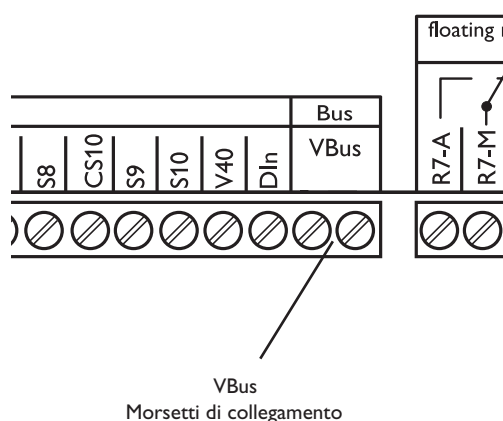 floating
Bus
VBus
S8
CS10
S9
S10
V40
DIn
R7-A
R7-M
VBus
Morsetti di collegamento